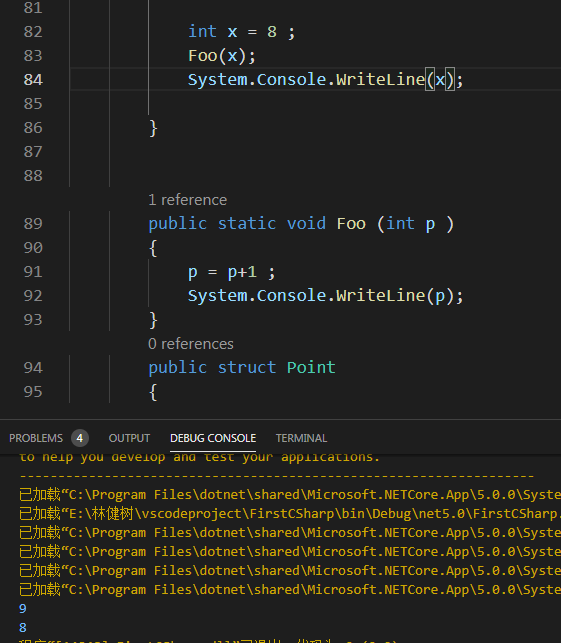 81
82 int x = 8 ;
83 Foo(x);
84 System.Console.WriteLine(x);
85
86 }
87
88
1 reference
89 public static void Foo (int p )
90 {
91 p = p+1 ;
92 System.Console.WriteLine(p);
93 }
0 references
94 public struct Point
95 {
PROBLEMS 4 OUTPUT DEBUG CONSOLE TERMINAL
to help you develop and test your applications.
-------------------------------------------------------------------
已加载“C:\Program Files\dotnet\shared\Microsoft.NETCore.App\5.0.0\Syste
已加载“E:\林健树\vscodeproject\FirstCSharp\bin\Debug\net5.0\FirstCSharp.
已加载“C:\Program Files\dotnet\shared\Microsoft.NETCore.App\5.0.0\Syste
已加载“C:\Program Files\dotnet\shared\Microsoft.NETCore.App\5.0.0\Syste
已加载“C:\Program Files\dotnet\shared\Microsoft.NETCore.App\5.0.0\Syste
已加载“C:\Program Files\dotnet\shared\Microsoft.NETCore.App\5.0.0\Syste
9
8